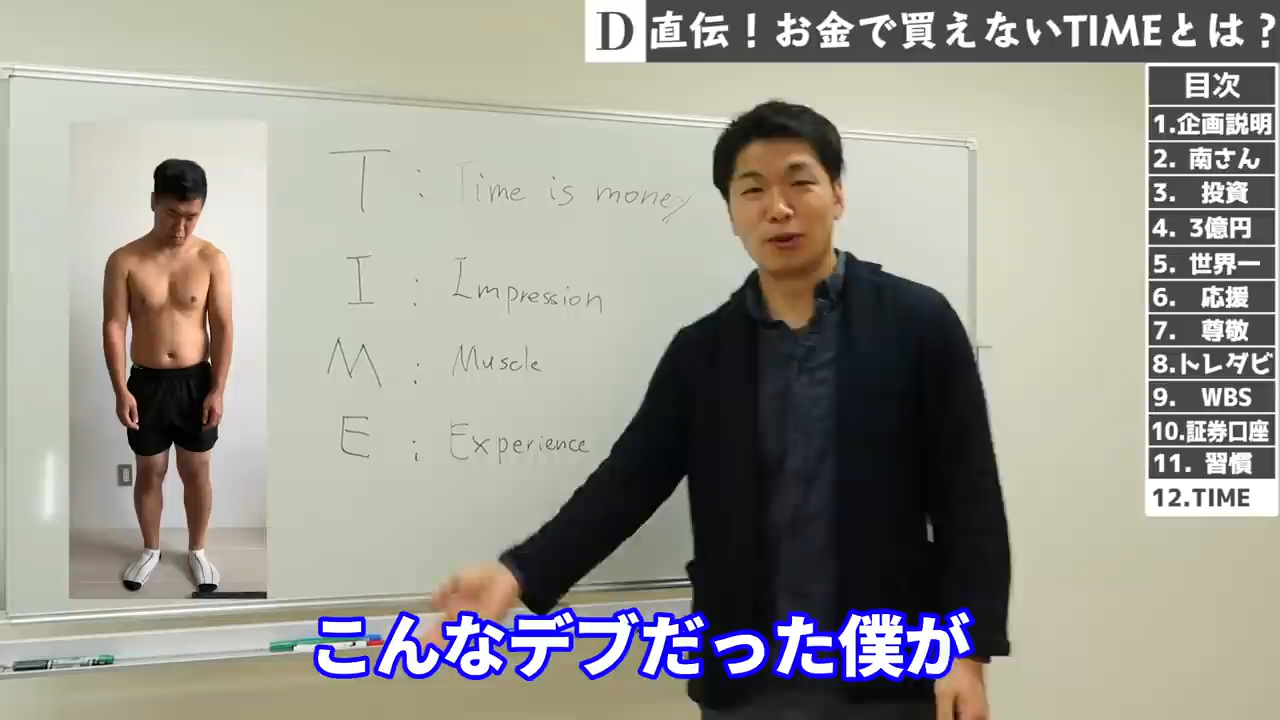 D 直伝！お金で買えないTIMEとは？
目次
1.企画説明
2. 南さん
3. 投資
4. 3億円
5. 世界一
6. 応援
7. 尊敬
8.トレダビ
9. WBS
10.証券口座
11. 習慣
12.TIME
T : Time is money
I : Impression
M : Muscle
E : Experience
こんなデブだった僕が